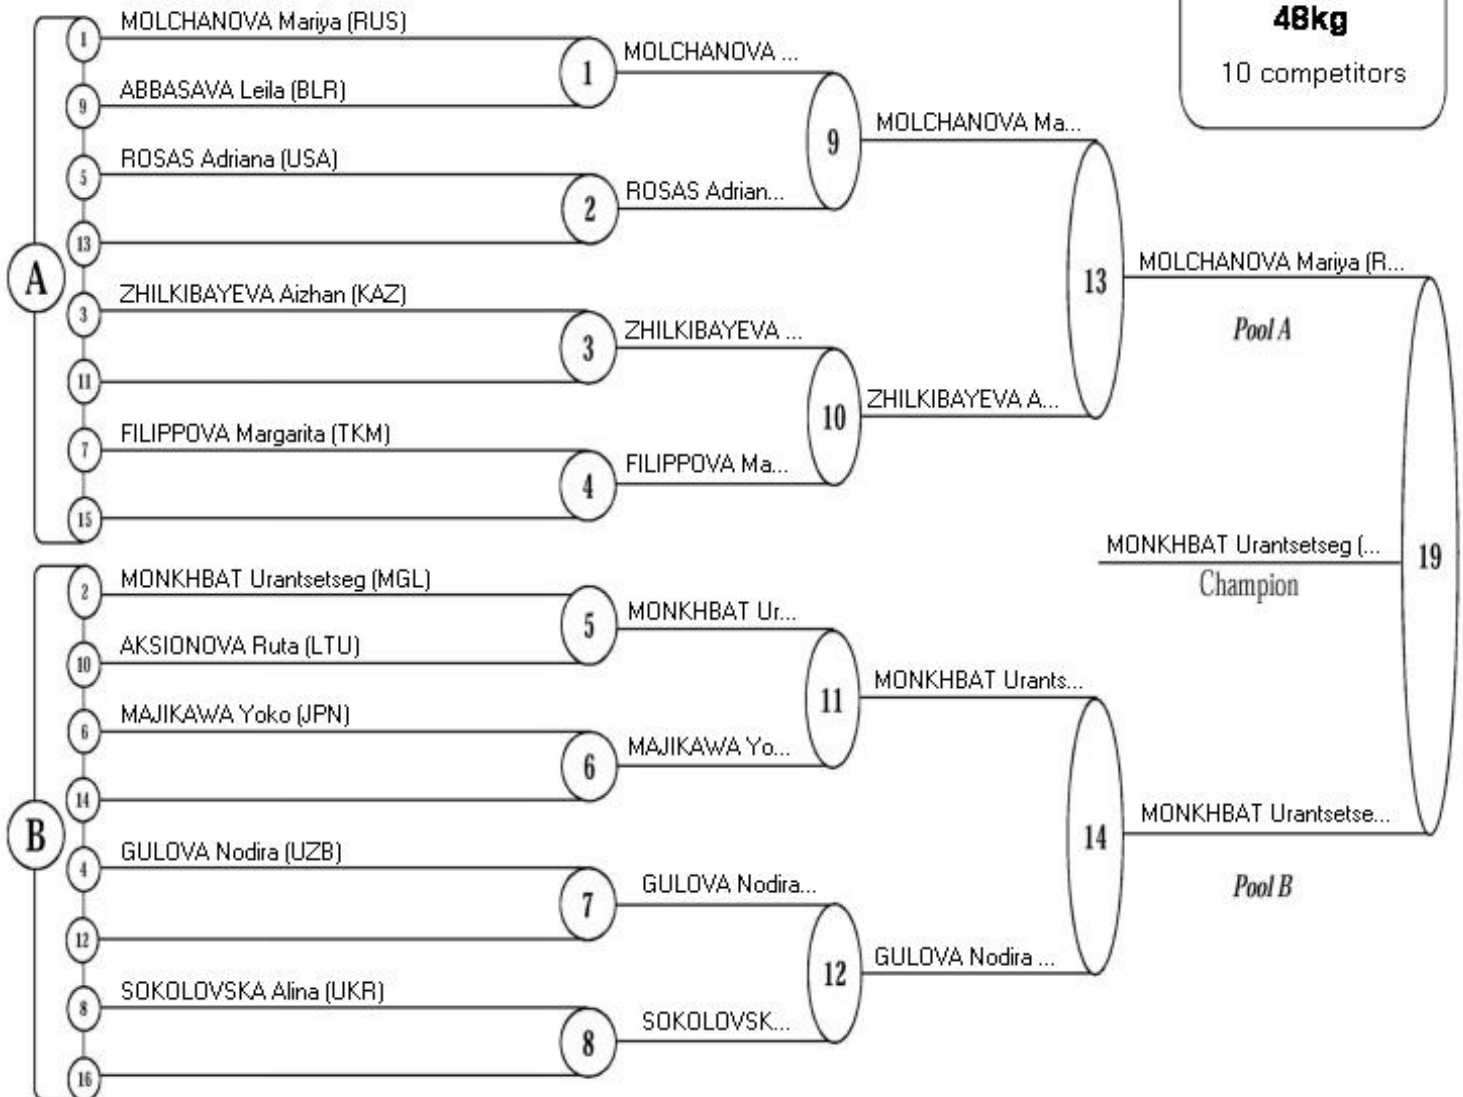 48kg
10 competitors
MOLCHANOVA Mariya (RUS)
1
ABBASAVA Leila (BLR)
9
1
MOLCHANOVA ...
ROSAS Adriana (USA)
5
13
2
ROSAS Adrian...
9
MOLCHANOVA Ma...
A
ZHILKIBAYEVA Aizhan (KAZ)
3
11
3
ZHILKIBAYEVA ...
FILIPPOVA Margarita (TKM)
7
15
4
FILIPPOVA Ma...
10
ZHILKIBAYEVA A...
13
MOLCHANOVA Mariya (R...
Pool A
MONKHBAT Urantsetseg (...
Champion
19
MONKHBAT Urantsetseg (MGL)
2
AKSIONOVA Ruta (LTU)
10
5
MONKHBAT Ur...
MAJIKAWA Yoko (JPN)
6
14
6
MAJIKAWA Yo...
11
MONKHBAT Urants...
B
GULOVA Nodira (UZB)
4
12
7
GULOVA Nodira...
SOKOLOVSKA Alina (UKR)
8
16
8
SOKOLOVSK...
12
GULOVA Nodira ...
14
MONKHBAT Urantsetse...
Pool B